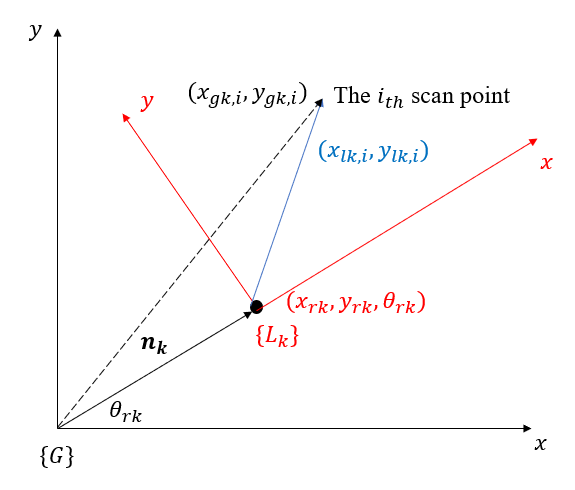 y
(x_{gk,i}, y_{gk,i})
The i_{th} scan point
y
(x_{lk,i}, y_{lk,i})
x
(x_{rk}, y_{rk}, θ_{rk})
{L_k}
n_k
θ_{rk}
x
{G}